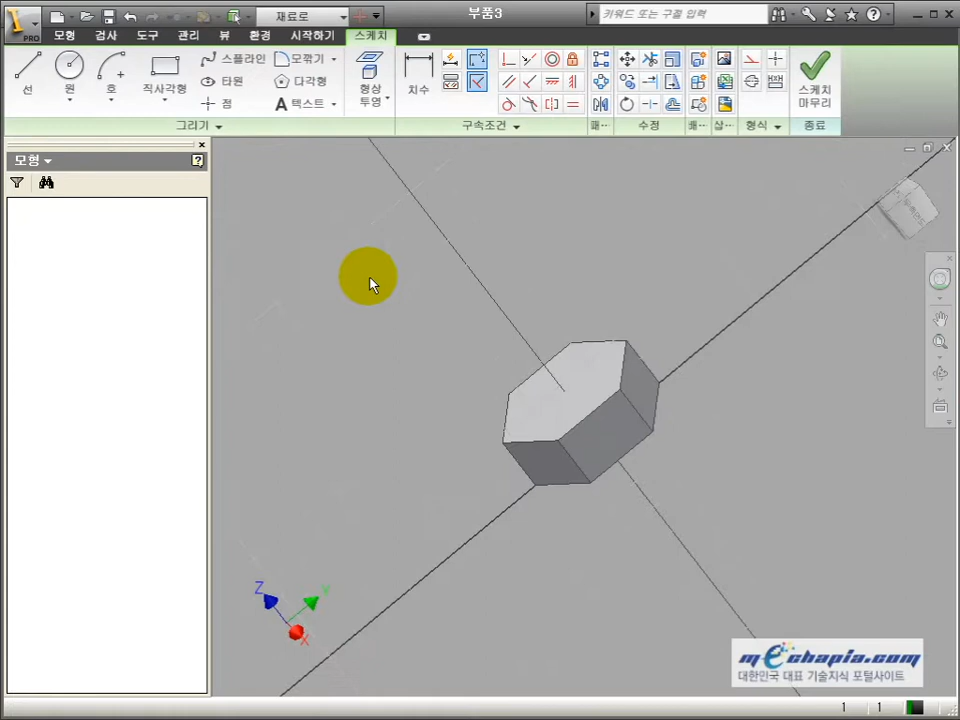 PRO
재료로
부품3
키워드 또는 구절 입력
모형 검사 도구 관리 뷰 환경 시작하기 스케치
선
원
호
직사각형
스플라인
타원
점
모깎기
다각형
텍스트
형상
투영
치수
스케치
마무리
그리기
구속조건
패...
수정
배...
삽...
형식
종료
모형
Z
Y
X
mechapia.com
대한민국 대표 기술지식 포털사이트
1 1